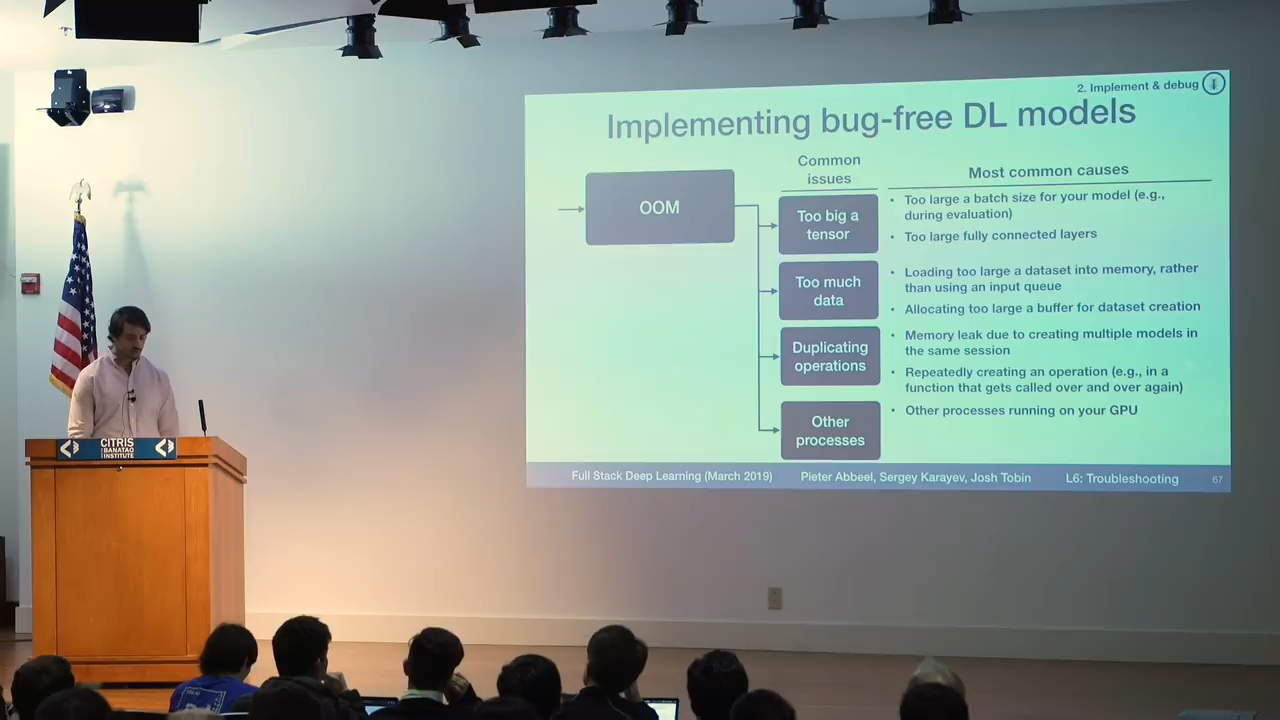 2. Implement & debug
Implementing bug-free DL models
Common
issues
Most common causes
OOM
Too big a
tensor
• Too large a batch size for your model (e.g.,
during evaluation)
• Too large fully connected layers
Too much
data
• Loading too large a dataset into memory, rather
than using an input queue
• Allocating too large a buffer for dataset creation
Duplicating
operations
• Memory leak due to creating multiple models in
the same session
• Repeatedly creating an operation (e.g., in a
function that gets called over and over again)
Other
processes
• Other processes running on your GPU
Full Stack Deep Learning (March 2019) Pieter Abbeel, Sergey Karayev, Josh Tobin L6: Troubleshooting 67
CITRIS
BANATAO
INSTITUTE